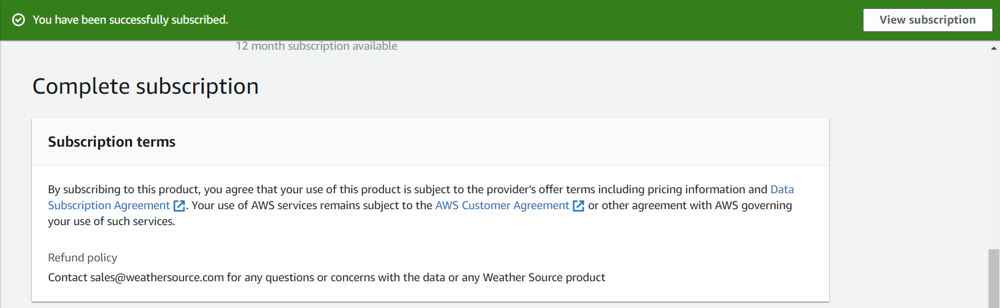 You have been successfully subscribed.
View subscription
12 month subscription available
Complete subscription
Subscription terms
By subscribing to this product, you agree that your use of this product is subject to the provider's offer terms including pricing information and Data
Subscription Agreement. Your use of AWS services remains subject to the AWS Customer Agreement or other agreement with AWS governing
your use of such services.
Refund policy
Contact sales@weathersource.com for any questions or concerns with the data or any Weather Source product